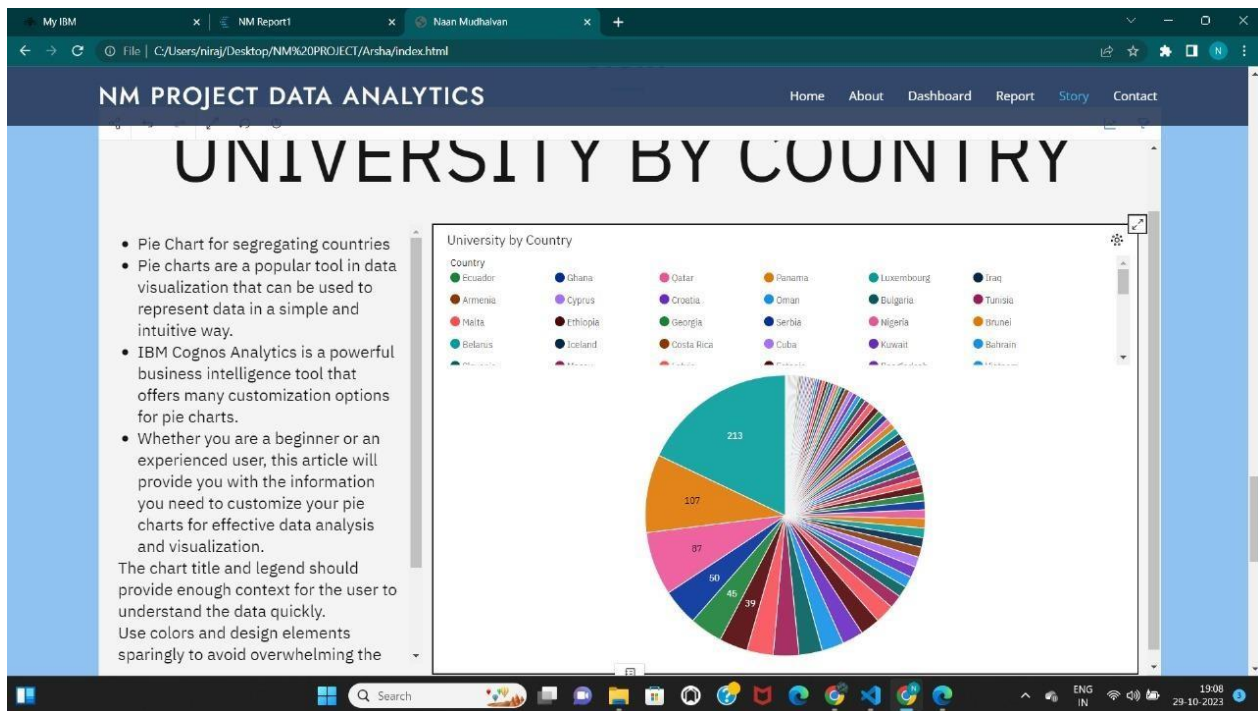 My IBM
NM Report1
Naan Mudhalvan
File | C:/Users/niraj/Desktop/NM%20PROJECT/Arsha/index.html
N
NM PROJECT DATA ANALYTICS
Home About Dashboard Report Story Contact
UNIVERSITY BY COUNTRY
• Pie Chart for segregating countries
• Pie charts are a popular tool in data
visualization that can be used to
represent data in a simple and
intuitive way.
• IBM Cognos Analytics is a powerful
business intelligence tool that
offers many customization options
for pie charts.
• Whether you are a beginner or an
experienced user, this article will
provide you with the information
you need to customize your pie
charts for effective data analysis
and visualization.
The chart title and legend should
provide enough context for the user to
understand the data quickly.
Use colors and design elements
sparingly to avoid overwhelming the
University by Country
Country
Ecuador Ghana Qatar Panama Luxembourg Iraq
Armenia Cyprus Croatia Oman Bulgaria Tunisia
Malta Ethiopia Georgia Serbia Nigeria Brunei
Belarus Iceland Costa Rica Cuba Kuwait Bahrain
213
107
87
50
45
39
Search
ENG
IN
19:08
29-10-2023
3